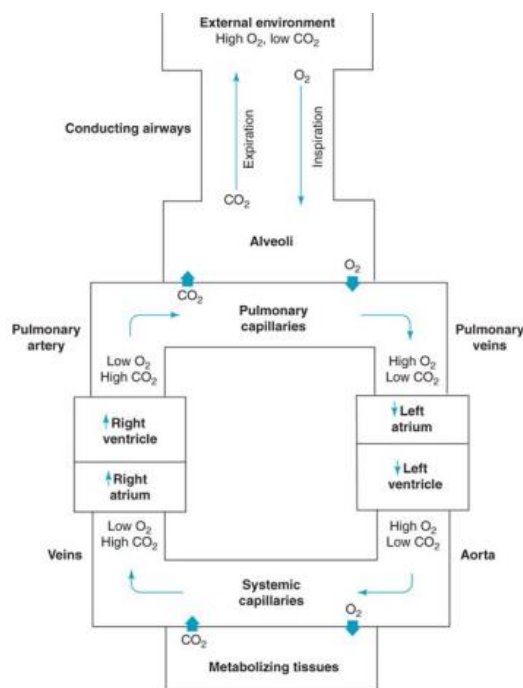 External environment
High O₂, low CO₂
O₂
Conducting airways
Expiration
Inspiration
CO₂
Alveoli
O₂
CO₂
Pulmonary
capillaries
Pulmonary
artery
Pulmonary
veins
Low O₂
High CO₂
High O₂
Low CO₂
Right
ventricle
Left
atrium
Right
atrium
Left
ventricle
Low O₂
High CO₂
High O₂
Low CO₂
Veins
Aorta
Systemic
capillaries
O₂
CO₂
Metabolizing tissues